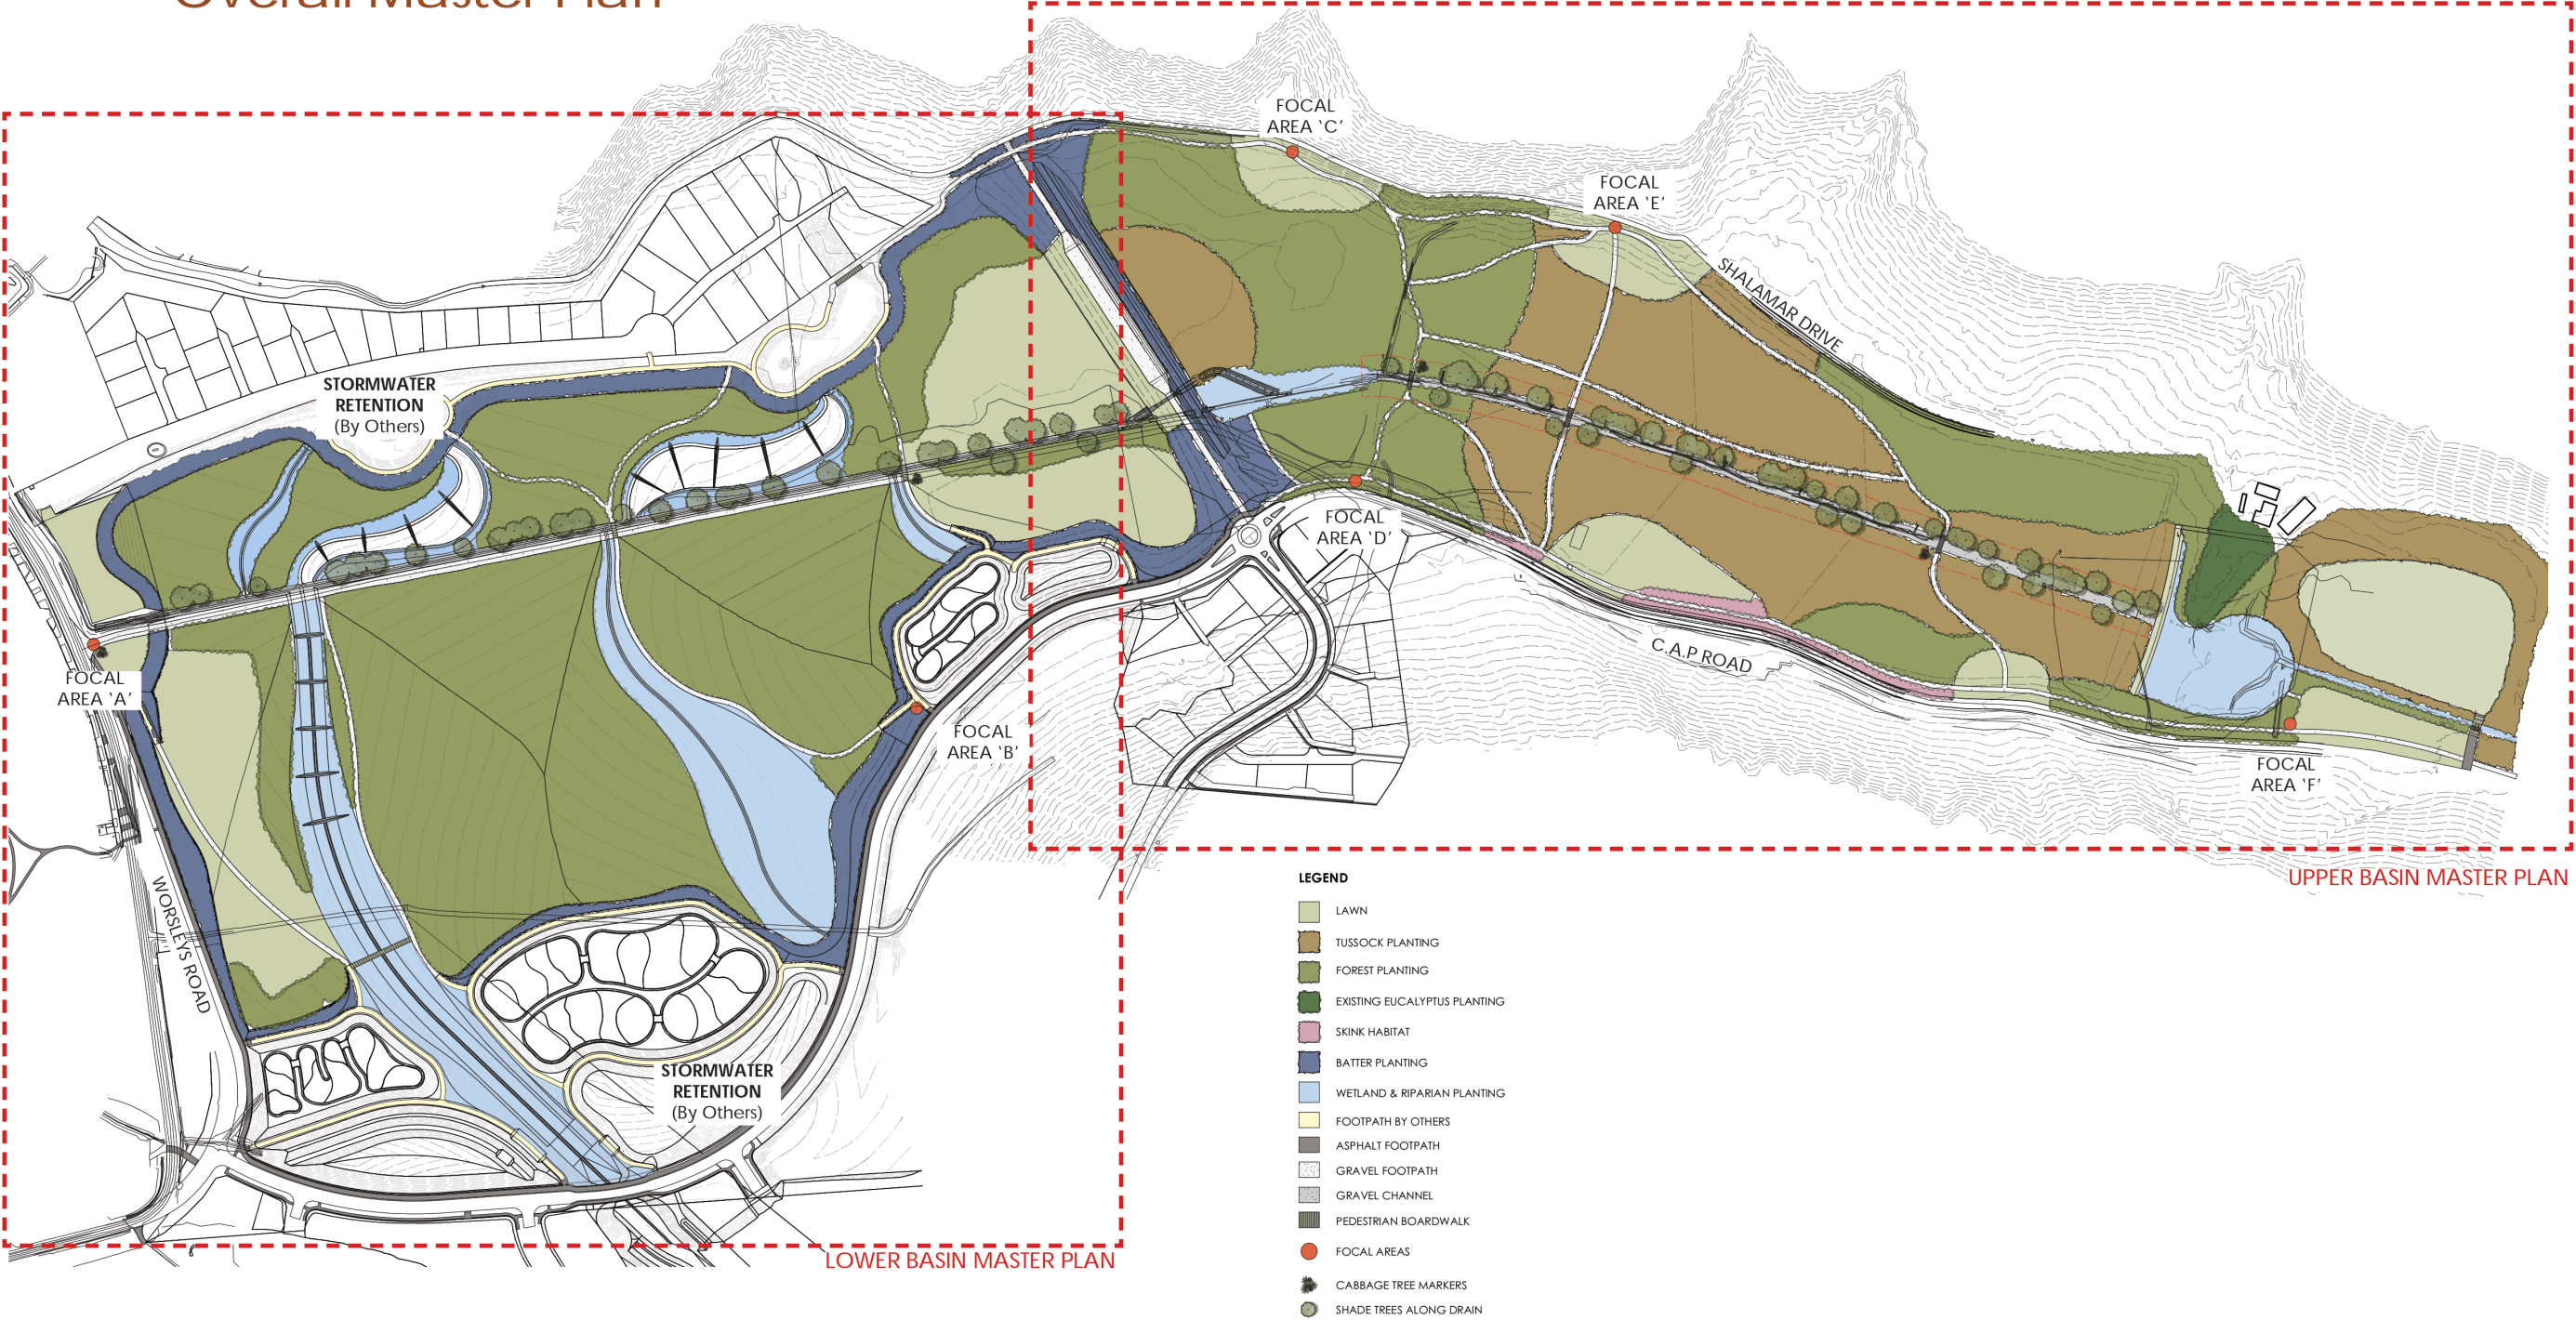 Overall Master Plan
FOCAL
AREA 'C'
FOCAL
AREA 'E'
SHALAMAR DRIVE
STORMWATER
RETENTION
(By Others)
FOCAL
AREA 'D'
FOCAL
AREA 'A'
C.A.P ROAD
FOCAL
AREA 'B'
FOCAL
AREA 'F'
WORSLEYS ROAD
UPPER BASIN MASTER PLAN
STORMWATER
RETENTION
(By Others)
LOWER BASIN MASTER PLAN
LEGEND
LAWN
TUSSOCK PLANTING
FOREST PLANTING
EXISTING EUCALYPTUS PLANTING
SKINK HABITAT
BATTER PLANTING
WETLAND & RIPARIAN PLANTING
FOOTPATH BY OTHERS
ASPHALT FOOTPATH
GRAVEL FOOTPATH
GRAVEL CHANNEL
PEDESTRIAN BOARDWALK
FOCAL AREAS
CABBAGE TREE MARKERS
SHADE TREES ALONG DRAIN